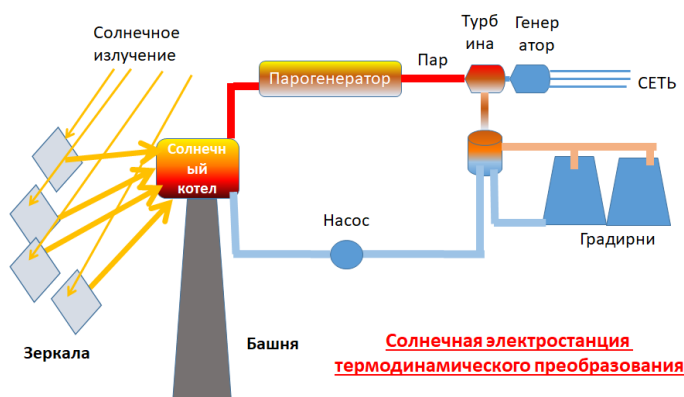 Солнечное
излучение
Турб
ина
Генер
атор
Пар
Парогенератор
СЕТЬ
Солнечн
ый
котел
Насос
Градирни
Зеркала
Башня
Солнечная электростанция
термодинамического преобразования